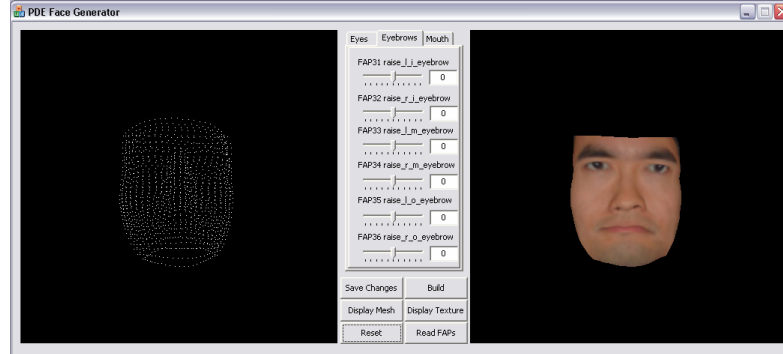 PDE Face Generator
Eyes Eyebrows Mouth
FAP31 raise_l_i_eyebrow
0
FAP32 raise_r_i_eyebrow
0
FAP33 raise_l_m_eyebrow
0
FAP34 raise_r_m_eyebrow
0
FAP35 raise_l_o_eyebrow
0
FAP36 raise_r_o_eyebrow
0
Save Changes Build
Display Mesh Display Texture
Reset Read FAPs